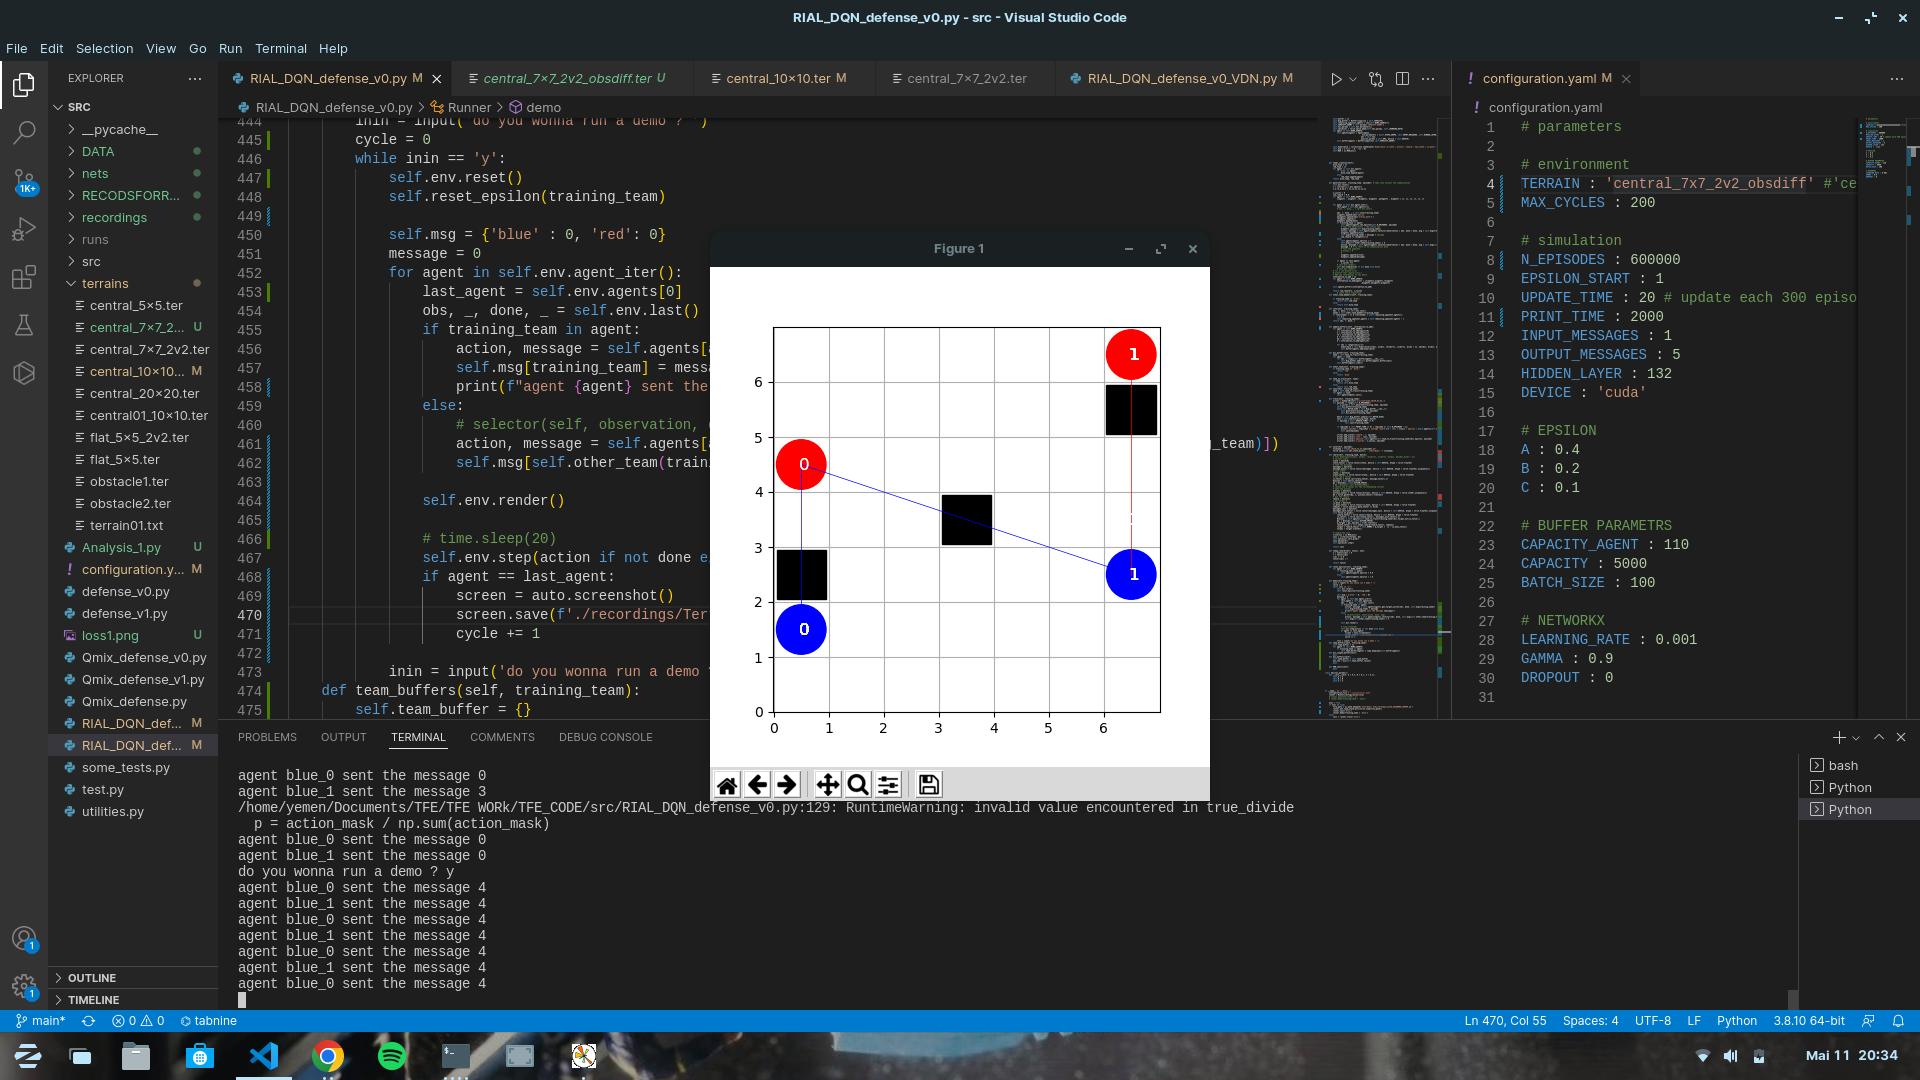 RIAL_DQN_defense_v0.py - src - Visual Studio Code
File Edit Selection View Go Run Terminal Help
EXPLORER
SRC
__pycache__
DATA
nets
RECODSFORR...
recordings
runs
src
terrains
central_5×5.ter
central_7×7_2... U
central_7×7_2v2.ter
central_10×10... M
central_20×20.ter
central01_10×10.ter
flat_5×5_2v2.ter
flat_5×5.ter
obstacle1.ter
obstacle2.ter
terrain01.txt
Analysis_1.py U
configuration.y... M
defense_v0.py
defense_v1.py
loss1.png U
Qmix_defense_v0.py
Qmix_defense_v1.py
Qmix_defense.py
RIAL_DQN_def... M
RIAL_DQN_def... M
some_tests.py
test.py
utilities.py
OUTLINE
TIMELINE
1K+
1
1
RIAL_DQN_defense_v0.py M
central_7×7_2v2_obsdiff.ter U
central_10×10.ter M
central_7×7_2v2.ter
RIAL_DQN_defense_v0_VDN.py M
RIAL_DQN_defense_v0.py > Runner > demo
444 inin = input('do you wonna run a demo ? ')
445 cycle = 0
446 while inin == 'y':
447 self.env.reset()
448 self.reset_epsilon(training_team)
449
450 self.msg = {'blue' : 0, 'red': 0}
451 message = 0
452 for agent in self.env.agent_iter():
453 last_agent = self.env.agents[0]
454 obs, _, done, _ = self.env.last()
455 if training_team in agent:
456 action, message = self.agents[
457 self.msg[training_team] = mess
458 print(f"agent {agent} sent the
459 else:
460 # selector(self, observation,
461 action, message = self.agents[ g_team)])
462 self.msg[self.other_team(train
463
464 self.env.render()
465
466 # time.sleep(20)
467 self.env.step(action if not done e
468 if agent == last_agent:
469 screen = auto.screenshot()
470 screen.save(f'./recordings/Ter
471 cycle += 1
472
473 inin = input('do you wonna run a demo ?
474 def team_buffers(self, training_team):
475 self.team_buffer = {}
Figure 1
6
5
4
3
2
1
0
0 1 2 3 4 5 6
1
0
1
0
configuration.yaml M
configuration.yaml
1 # parameters
2
3 # environment
4 TERRAIN : 'central_7x7_2v2_obsdiff' #'ce
5 MAX_CYCLES : 200
6
7 # simulation
8 N_EPISODES : 600000
9 EPSILON_START : 1
10 UPDATE_TIME : 20 # update each 300 episo
11 PRINT_TIME : 2000
12 INPUT_MESSAGES : 1
13 OUTPUT_MESSAGES : 5
14 HIDDEN_LAYER : 132
15 DEVICE : 'cuda'
16
17 # EPSILON
18 A : 0.4
19 B : 0.2
20 C : 0.1
21
22 # BUFFER PARAMETRS
23 CAPACITY_AGENT : 110
24 CAPACITY : 5000
25 BATCH_SIZE : 100
26
27 # NETWORKX
28 LEARNING_RATE : 0.001
29 GAMMA : 0.9
30 DROPOUT : 0
31
PROBLEMS OUTPUT TERMINAL COMMENTS DEBUG CONSOLE
agent blue_0 sent the message 0
agent blue_1 sent the message 3
/home/yemen/Documents/TFE/TFE WORk/TFE_CODE/src/RIAL_DQN_defense_v0.py:129: RuntimeWarning: invalid value encountered in true_divide
p = action_mask / np.sum(action_mask)
agent blue_0 sent the message 0
agent blue_1 sent the message 0
do you wonna run a demo ? y
agent blue_0 sent the message 4
agent blue_1 sent the message 4
agent blue_0 sent the message 4
agent blue_1 sent the message 4
agent blue_0 sent the message 4
agent blue_1 sent the message 4
agent blue_0 sent the message 4
bash
Python
Python
main* 0 0 tabnine
Ln 470, Col 55 Spaces: 4 UTF-8 LF Python 3.8.10 64-bit
Mai 11 20:34